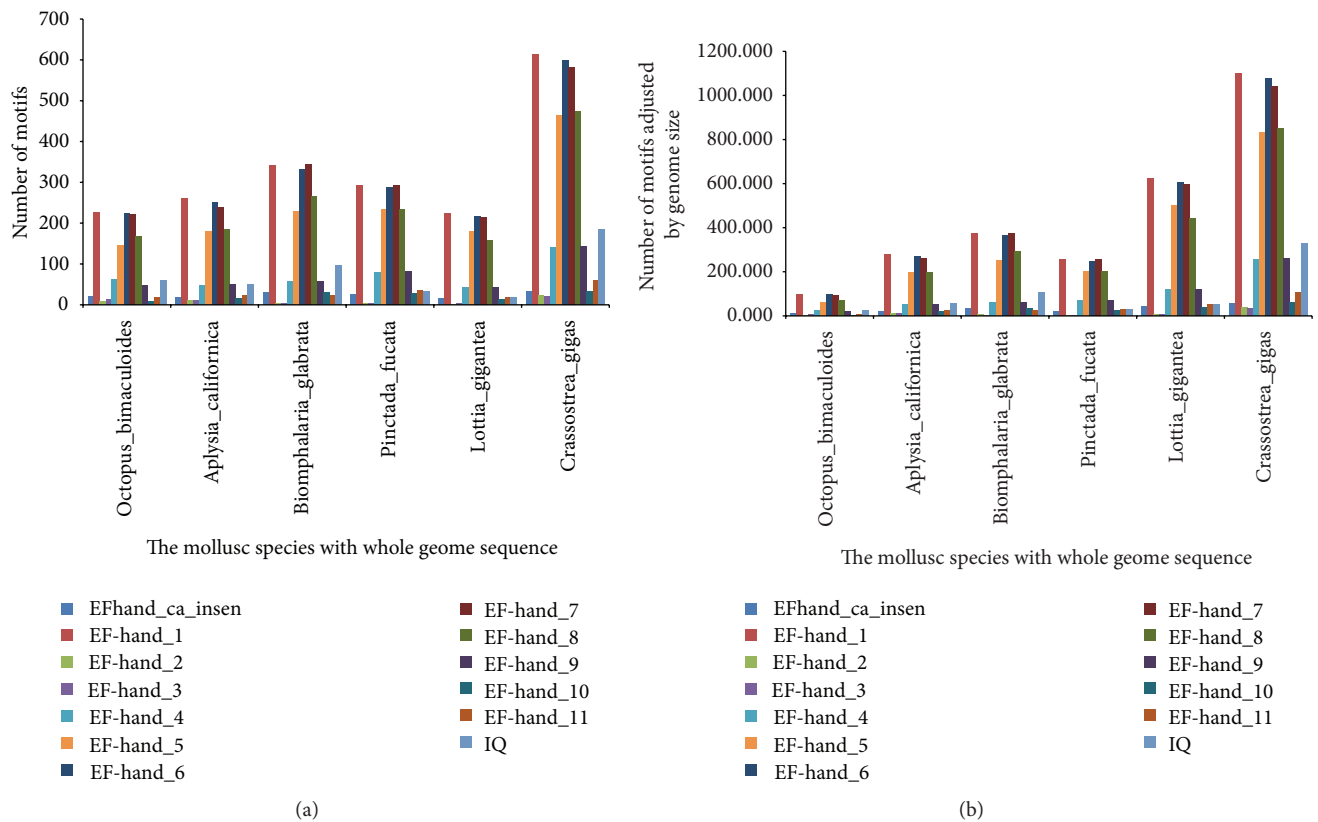 700
600
500
400
300
200
100
0
Number of motifs
Octopus_bimaculoides
Aplysia_californica
Biomphalaria_glabrata
Pinctada_fucata
Lottia_gigantea
Crassostrea_gigas
The mollusc species with whole geome sequence
EFhand_ca_insen
EF-hand_1
EF-hand_2
EF-hand_3
EF-hand_4
EF-hand_5
EF-hand_6
EF-hand_7
EF-hand_8
EF-hand_9
EF-hand_10
EF-hand_11
IQ
(a)
1200.000
1000.000
800.000
600.000
400.000
200.000
0.000
Number of motifs adjusted
by genome size
Octopus_bimaculoides
Aplysia_californica
Biomphalaria_glabrata
Pinctada_fucata
Lottia_gigantea
Crassostrea_gigas
The mollusc species with whole geome sequence
EFhand_ca_insen
EF-hand_1
EF-hand_2
EF-hand_3
EF-hand_4
EF-hand_5
EF-hand_6
EF-hand_7
EF-hand_8
EF-hand_9
EF-hand_10
EF-hand_11
IQ
(b)